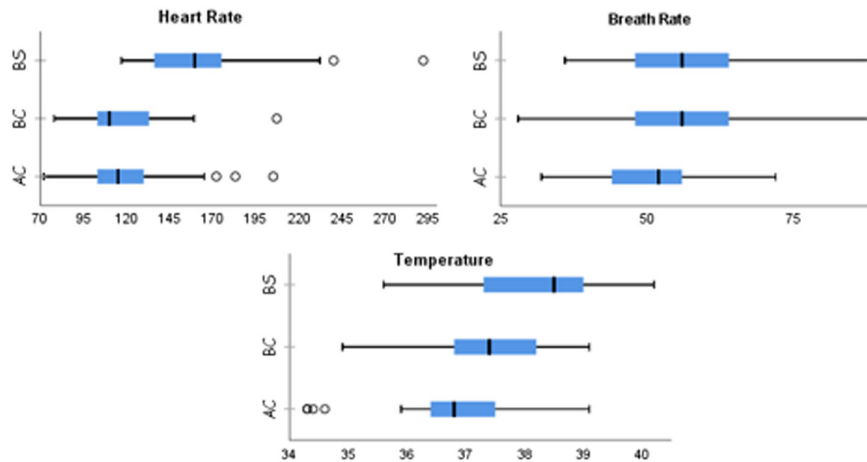 Heart Rate
BS
BC
AC
70 95 120 145 170 195 220 245 270 295
Breath Rate
BS
BC
AC
25 50 75
Temperature
BS
BC
AC
34 35 36 37 38 39 40